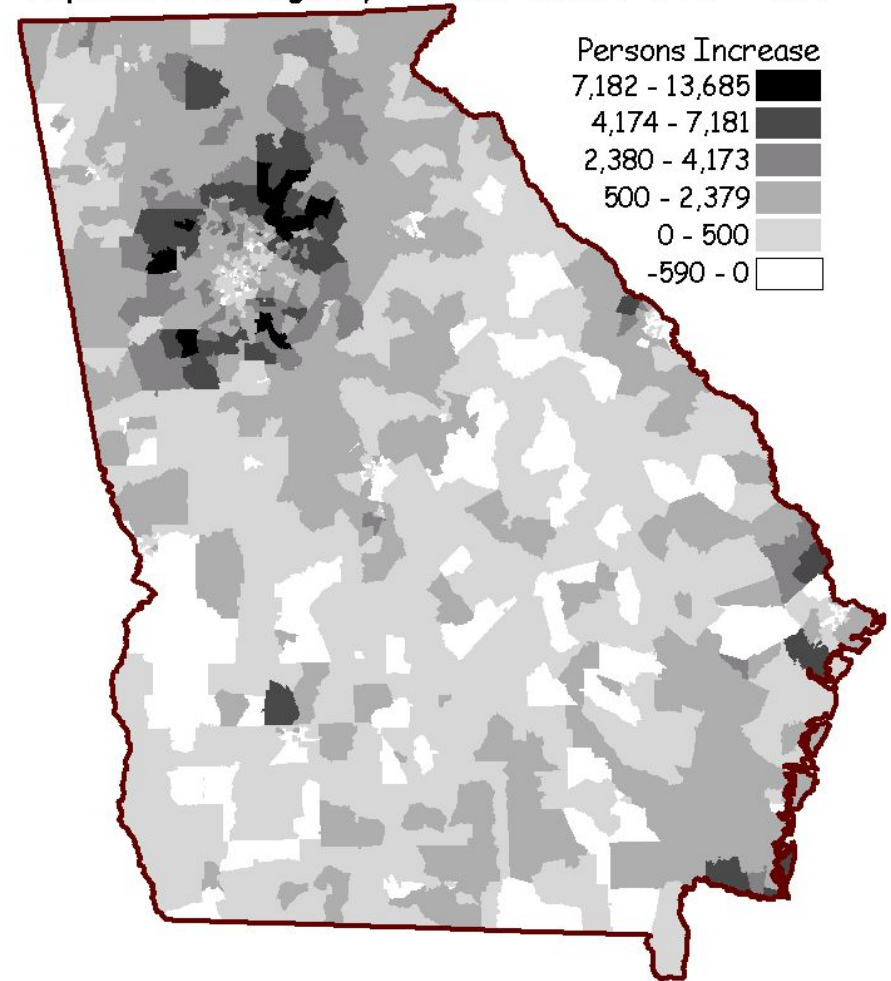 Persons Increase
7,182 - 13,685
4,174 - 7,181
2,380 - 4,173
500 - 2,379
0 - 500
-590 - 0